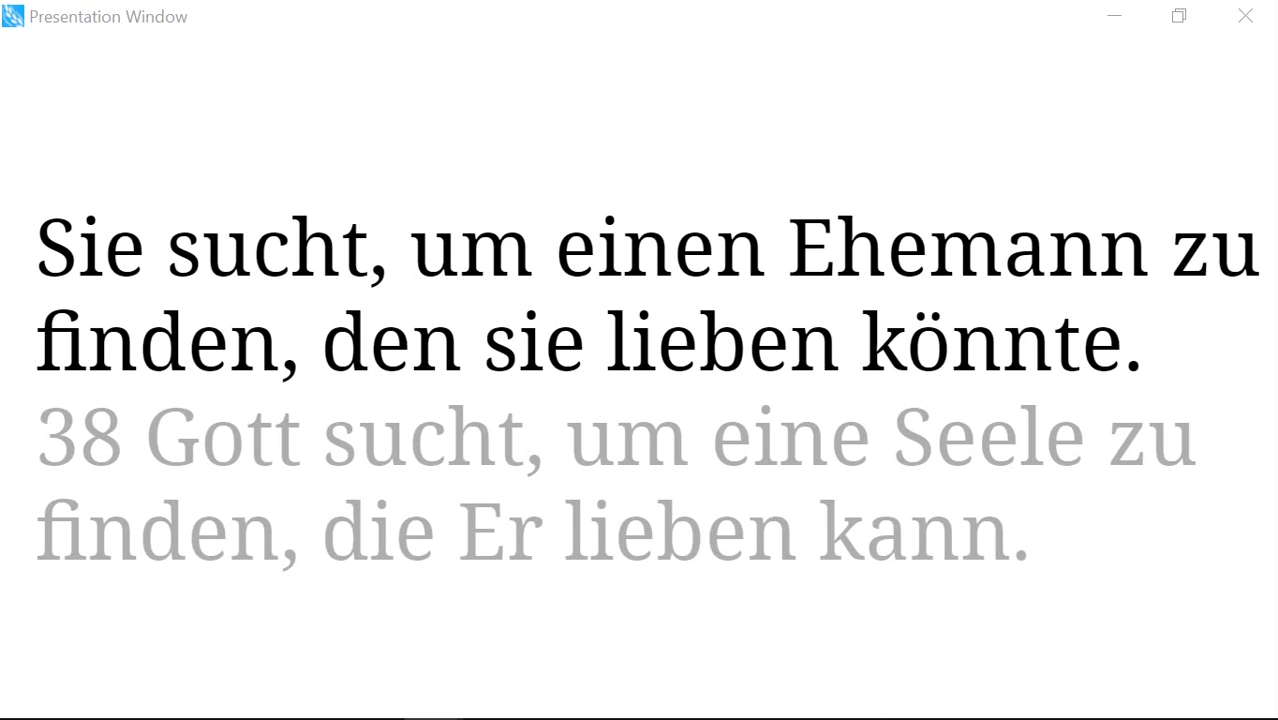 Presentation Window
Sie sucht, um einen Ehemann zu
finden, den sie lieben könnte.
38 Gott sucht, um eine Seele zu
finden, die Er lieben kann.